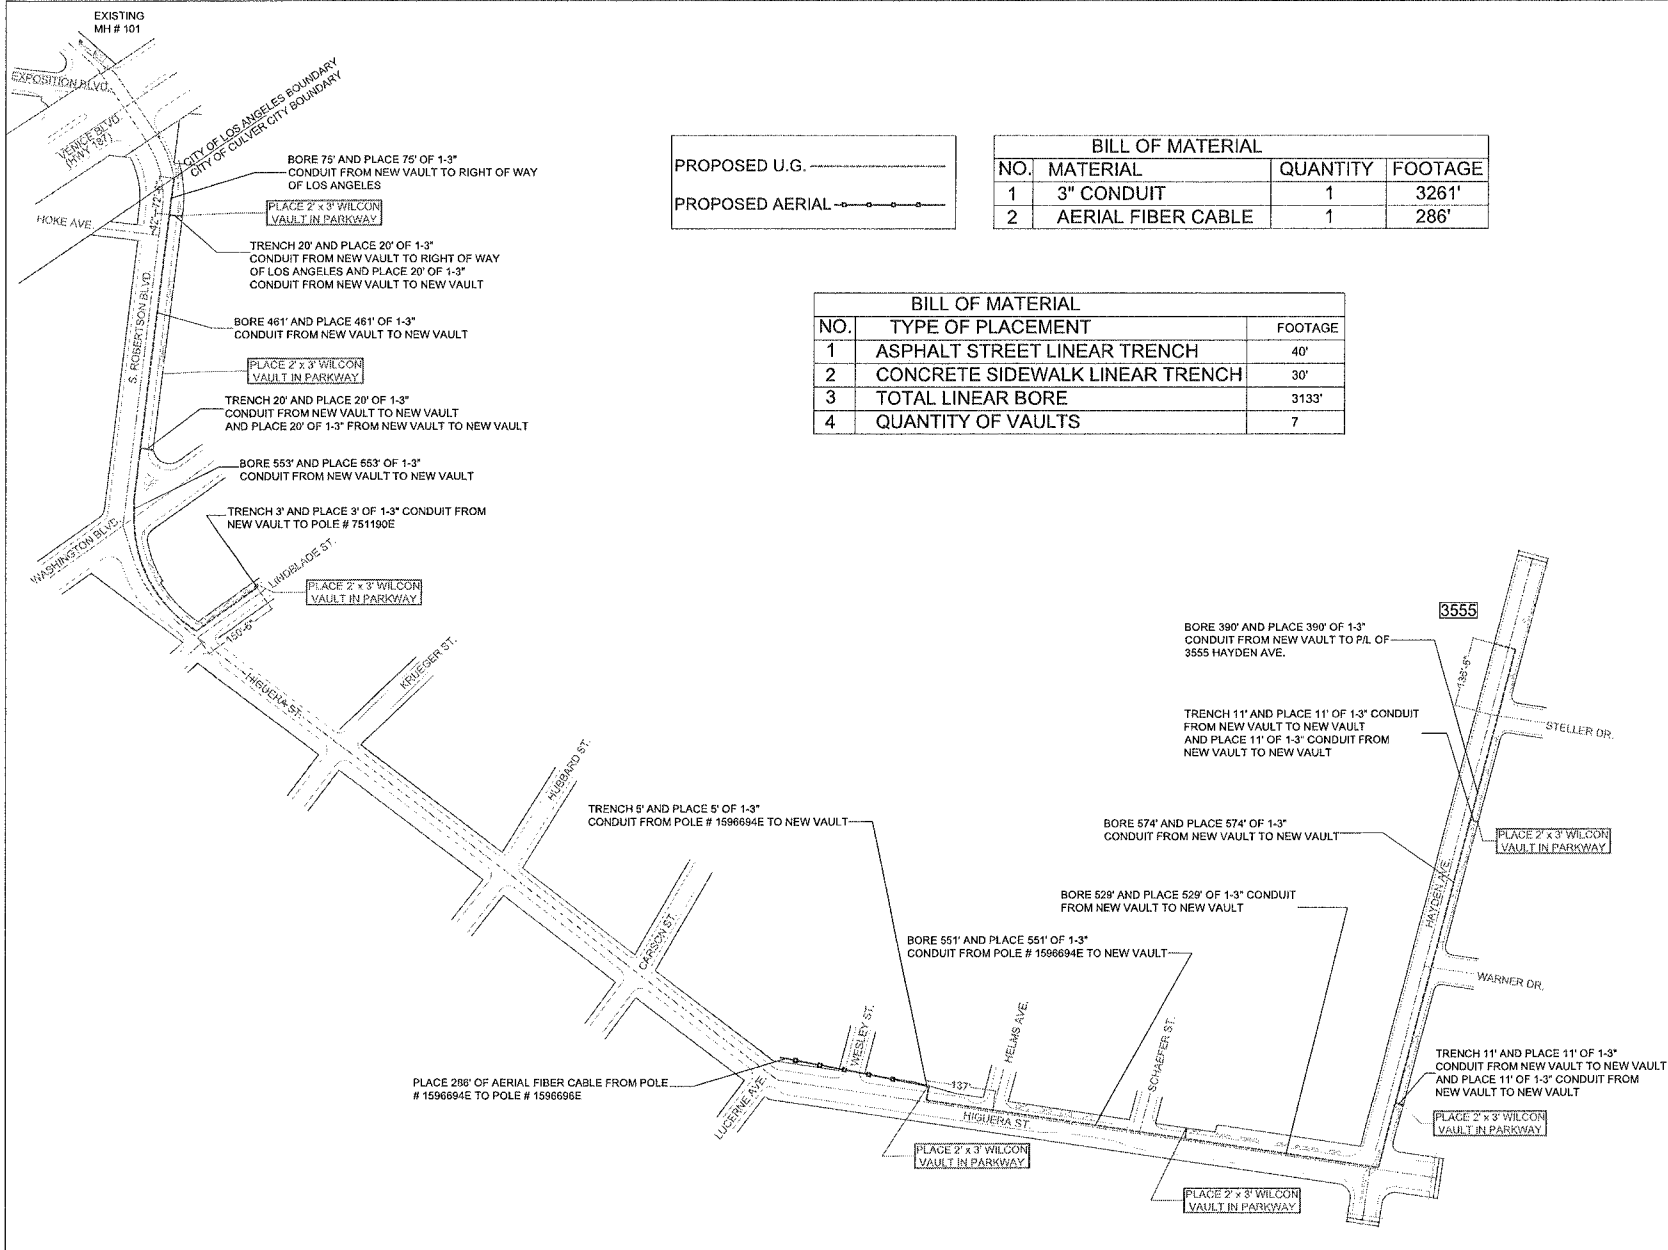 EXISTING
MH # 101
EXPOSITION BLVD.
VENICE BLVD.
(HWY 187)
CITY OF LOS ANGELES BOUNDARY
CITY OF CULVER CITY BOUNDARY
BORE 75' AND PLACE 75' OF 1-3"
CONDUIT FROM NEW VAULT TO RIGHT OF WAY
OF LOS ANGELES
PLACE 2' x 3' WILCON
VAULT IN PARKWAY
HOKE AVE.
TRENCH 20' AND PLACE 20' OF 1-3"
CONDUIT FROM NEW VAULT TO RIGHT OF WAY
OF LOS ANGELES AND PLACE 20' OF 1-3"
CONDUIT FROM NEW VAULT TO NEW VAULT
S. ROBERTSON BLVD.
BORE 461' AND PLACE 461' OF 1-3"
CONDUIT FROM NEW VAULT TO NEW VAULT
PLACE 2' x 3' WILCON
VAULT IN PARKWAY
TRENCH 20' AND PLACE 20' OF 1-3"
CONDUIT FROM NEW VAULT TO NEW VAULT
AND PLACE 20' OF 1-3" FROM NEW VAULT TO NEW VAULT
BORE 553' AND PLACE 553' OF 1-3"
CONDUIT FROM NEW VAULT TO NEW VAULT
TRENCH 3' AND PLACE 3' OF 1-3" CONDUIT FROM
NEW VAULT TO POLE # 751190E
WASHINGTON BLVD.
LINDBLADE ST.
PLACE 2' x 3' WILCON
VAULT IN PARKWAY
150'-6"
HIGUERA ST.
KRUEGER ST.
HUBBARD ST.
CARSON ST.
PROPOSED U.G.
PROPOSED AERIAL
BILL OF MATERIAL
NO. MATERIAL QUANTITY FOOTAGE
1 3" CONDUIT 1 3261'
2 AERIAL FIBER CABLE 1 286'
BILL OF MATERIAL
NO. TYPE OF PLACEMENT FOOTAGE
1 ASPHALT STREET LINEAR TRENCH 40'
2 CONCRETE SIDEWALK LINEAR TRENCH 30'
3 TOTAL LINEAR BORE 3133'
4 QUANTITY OF VAULTS 7
3555
BORE 390' AND PLACE 390' OF 1-3"
CONDUIT FROM NEW VAULT TO P/L OF
3555 HAYDEN AVE.
TRENCH 11' AND PLACE 11' OF 1-3" CONDUIT
FROM NEW VAULT TO NEW VAULT
AND PLACE 11' OF 1-3" CONDUIT FROM
NEW VAULT TO NEW VAULT
STELLER DR.
TRENCH 5' AND PLACE 5' OF 1-3"
CONDUIT FROM POLE # 1596694E TO NEW VAULT
BORE 574' AND PLACE 574' OF 1-3"
CONDUIT FROM NEW VAULT TO NEW VAULT
PLACE 2' x 3' WILCON
VAULT IN PARKWAY
HAYDEN AVE.
BORE 529' AND PLACE 529' OF 1-3" CONDUIT
FROM NEW VAULT TO NEW VAULT
BORE 551' AND PLACE 551' OF 1-3"
CONDUIT FROM POLE # 1596694E TO NEW VAULT
WARNER DR.
WESLEY ST.
HELMS AVE.
SCHAEFER ST.
TRENCH 11' AND PLACE 11' OF 1-3"
CONDUIT FROM NEW VAULT TO NEW VAULT
AND PLACE 11' OF 1-3" CONDUIT FROM
NEW VAULT TO NEW VAULT
PLACE 286' OF AERIAL FIBER CABLE FROM POLE
# 1596694E TO POLE # 1596696E
137'
LUCERNE AVE.
HIGUERA ST.
PLACE 2' x 3' WILCON
VAULT IN PARKWAY
PLACE 2' x 3' WILCON
VAULT IN PARKWAY
PLACE 2' x 3' WILCON
VAULT IN PARKWAY